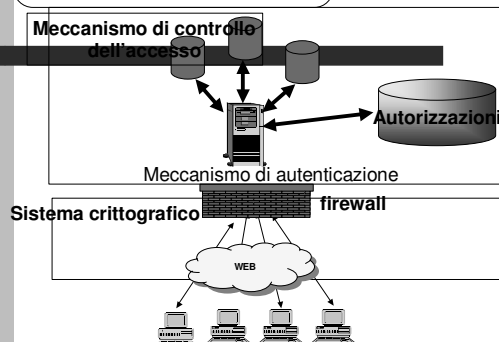 Meccanismo di controllo
dell'accesso
Autorizzazioni
Meccanismo di autenticazione
Sistema crittografico
firewall
WEB